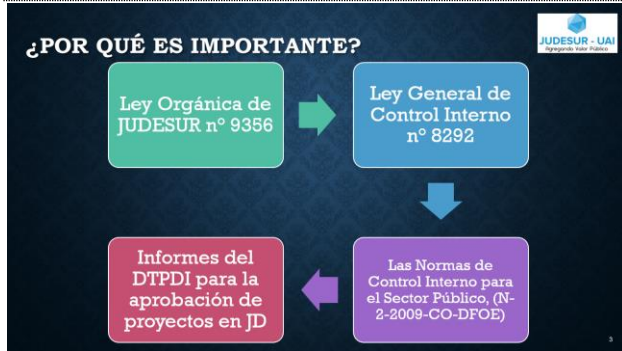 ¿POR QUÉ ES IMPORTANTE?
JUDESUR - UAI
Agregando Valor Público
Ley Orgánica de
JUDESUR nº 9356
Ley General de
Control Interno
nº 8292
Informes del
DTPDI para la
aprobación de
proyectos en JD
Las Normas de
Control Interno para
el Sector Público, (N-
2-2009-CO-DFOE)
3